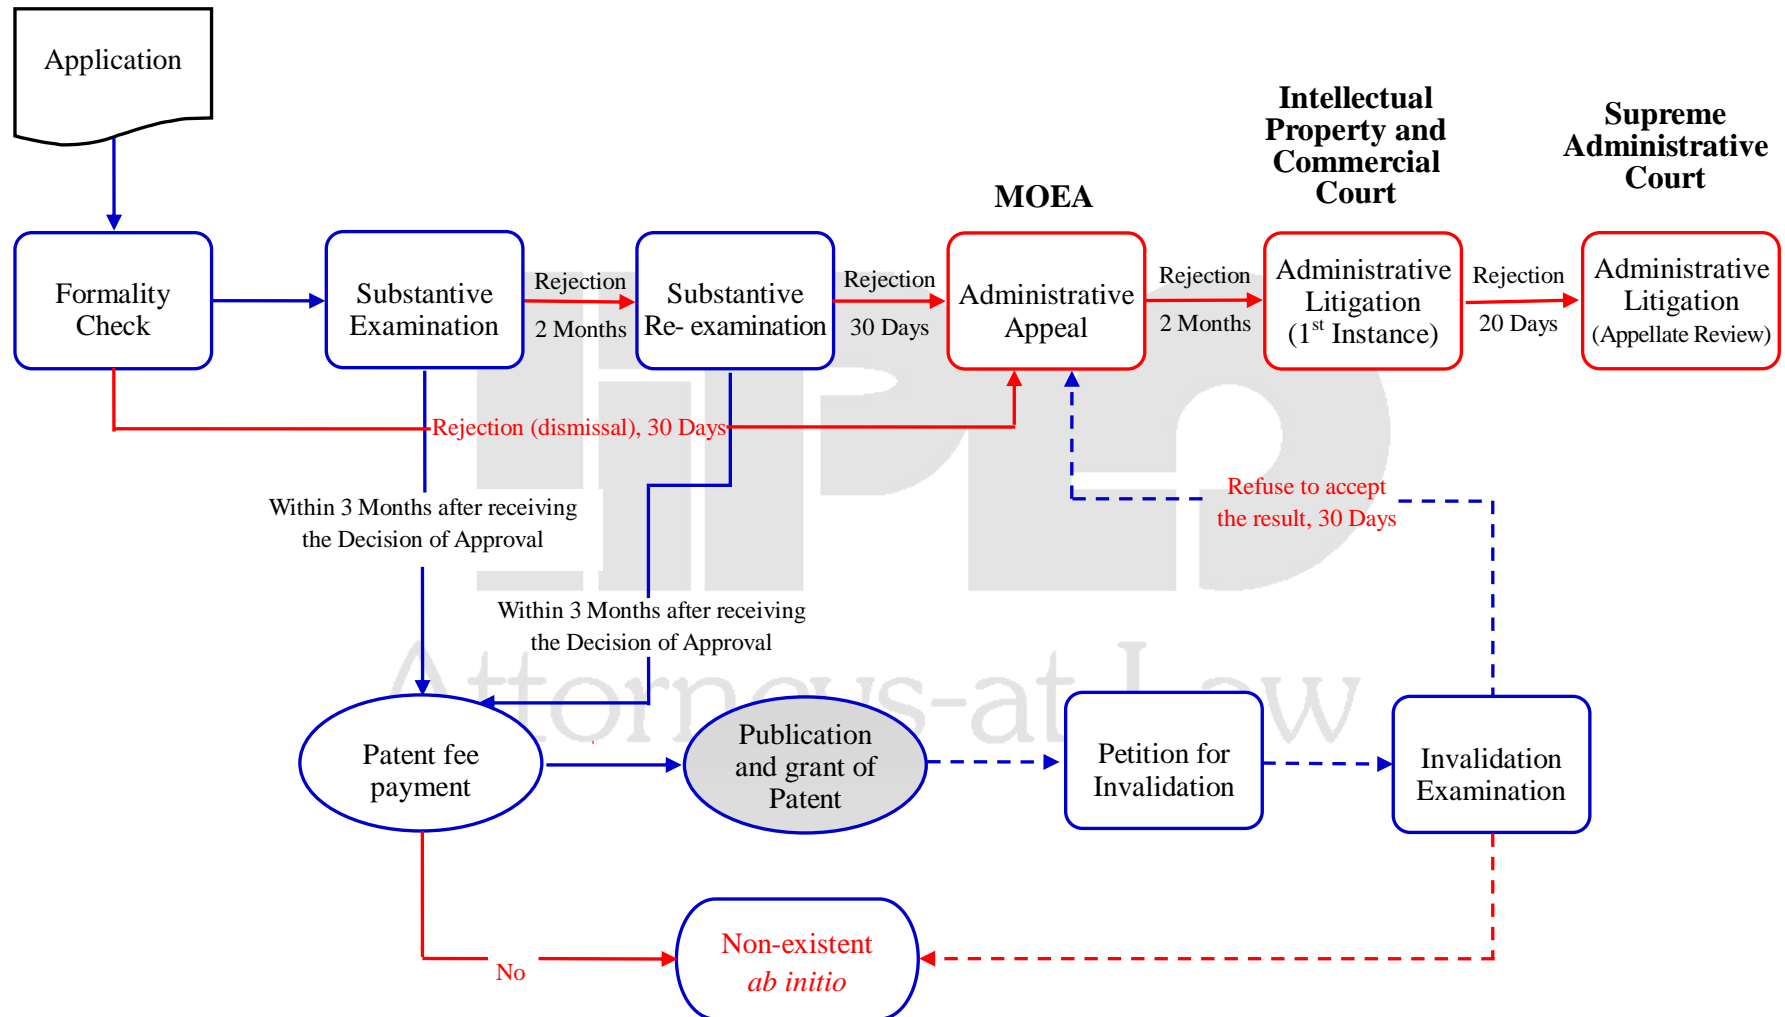 Application
Intellectual
Property and
Commercial
Court
Supreme
Administrative
Court
MOEA
Formality
Check
Substantive
Examination
Rejection
2 Months
Substantive
Re- examination
Rejection
30 Days
Administrative
Appeal
Rejection
2 Months
Administrative
Litigation
(1st Instance)
Rejection
20 Days
Administrative
Litigation
(Appellate Review)
Rejection (dismissal), 30 Days
Within 3 Months after receiving
the Decision of Approval
Refuse to accept
the result, 30 Days
Within 3 Months after receiving
the Decision of Approval
Attorneys-at Law
Patent fee
payment
Publication
and grant of
Patent
Petition for
Invalidation
Invalidation
Examination
No
Non-existent
ab initio